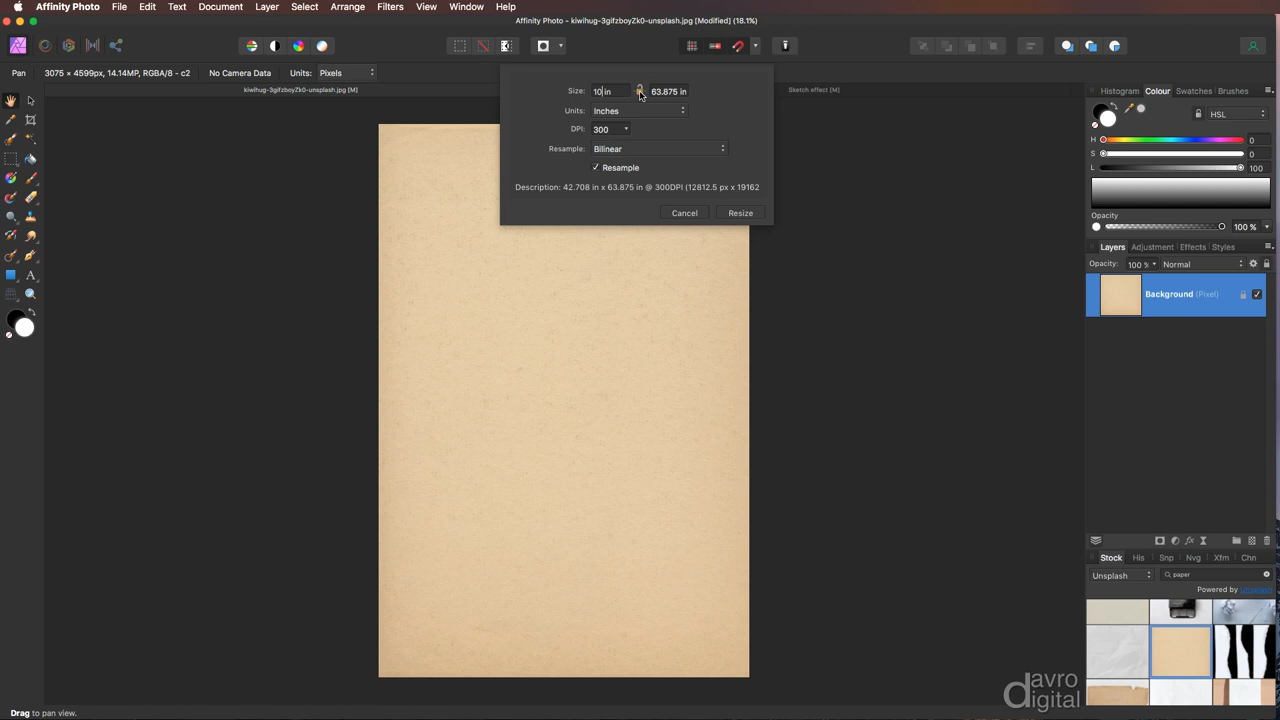 Affinity Photo File Edit Text Document Layer Select Arrange Filters View Window Help
Affinity Photo - kiwihug-3gifzboyZk0-unsplash.jpg [Modified] (18.1%)
Pan 3075 × 4599px, 14.14MP, RGBA/8 - c2 No Camera Data Units: Pixels
kiwihug-3gifzboyZk0-unsplash.jpg [M] Sketch effect [M]
Size: 10 in 63.875 in
Units: Inches
DPI: 300
Resample: Bilinear
Resample
Description: 42.708 in x 63.875 in @ 300DPI (12812.5 px x 19162
Cancel Resize
Histogram Colour Swatches Brushes
HSL
H 0
S 0
L 100
Opacity
100 %
Layers Adjustment Effects Styles
Opacity: 100 % Normal
Background (Pixel)
Stock His Snp Nvg Xfm Chn
Unsplash paper
Powered by Unsplash
davro
digital
Drag to pan view.